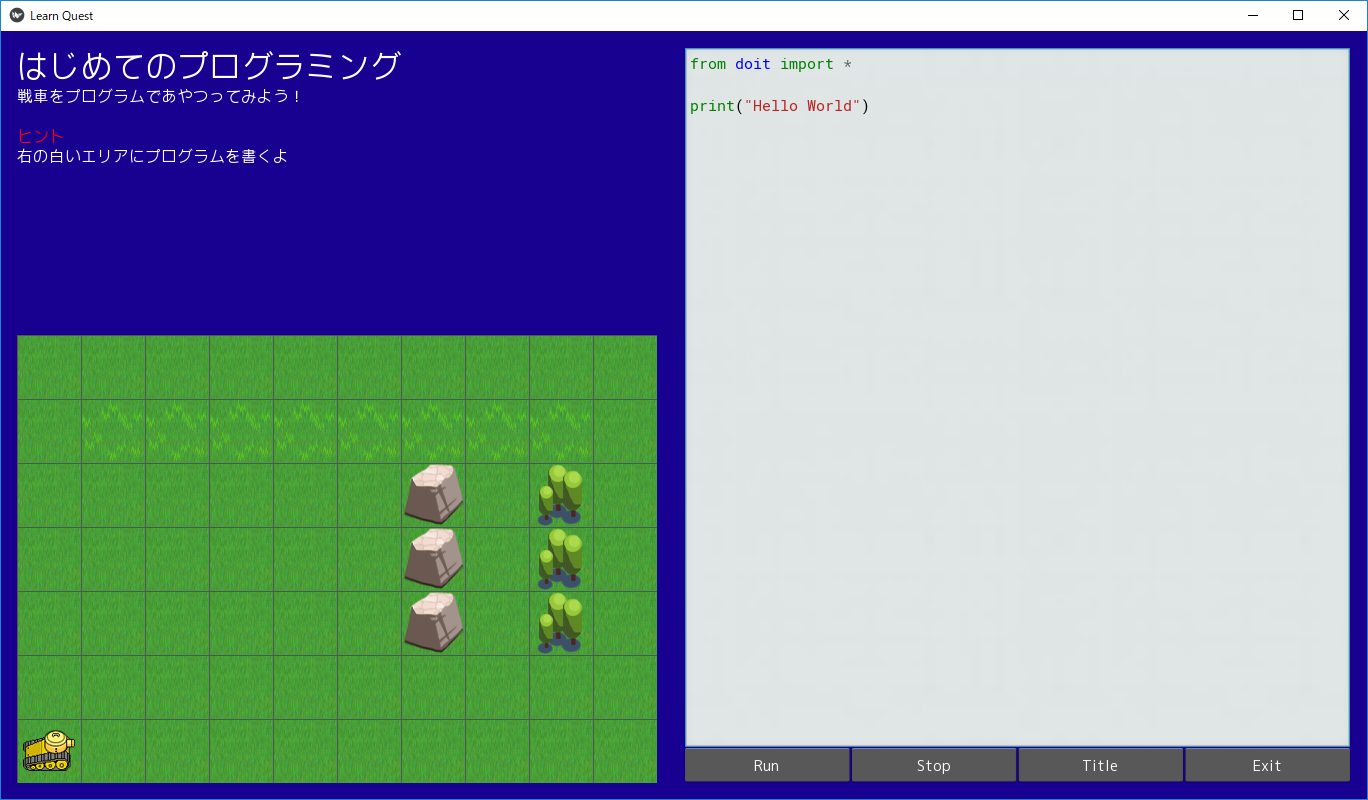 Learn Quest
はじめてのプログラミング
戦車をプログラムであやつってみよう！
ヒント
右の白いエリアにプログラムを書くよ
from doit import *
print("Hello World")
Run
Stop
Title
Exit